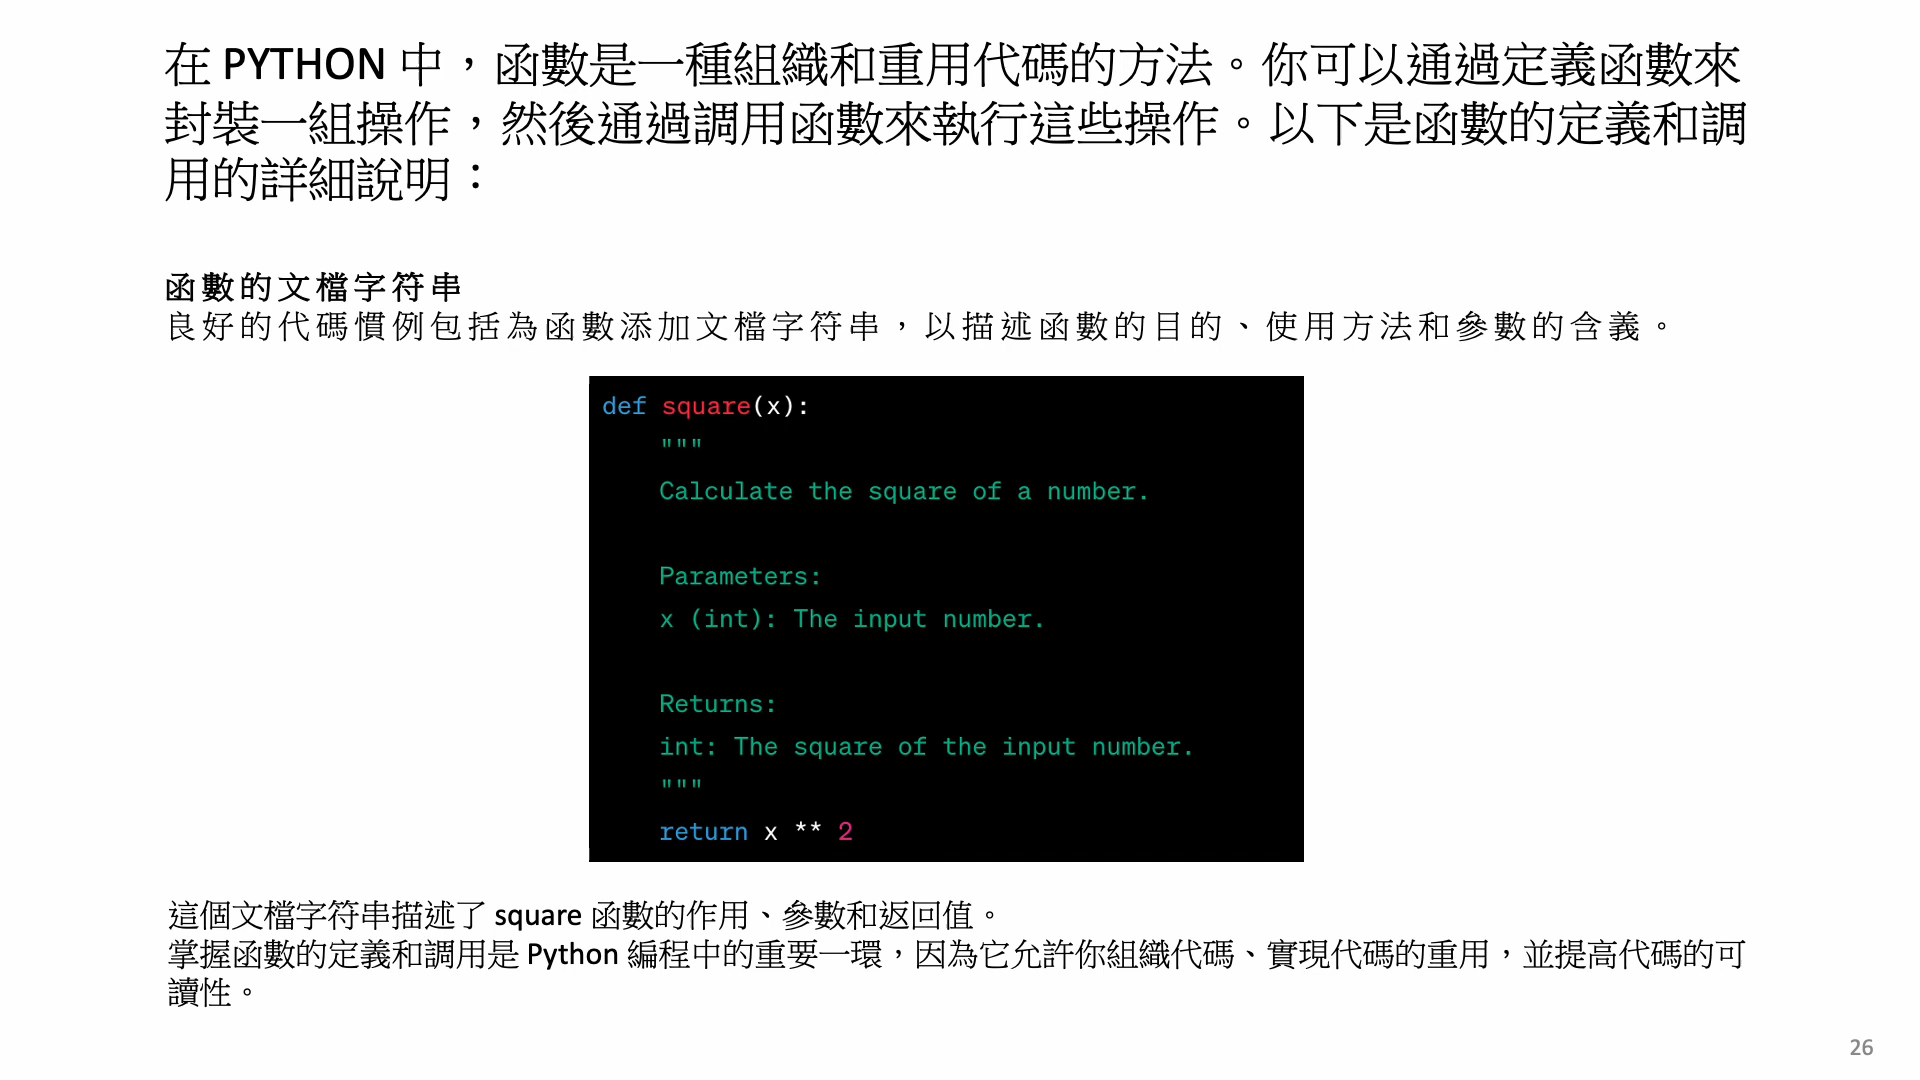 在 PYTHON 中，函數是一種組織和重用代碼的方法。你可以通過定義函數來
封裝一組操作，然後通過調用函數來執行這些操作。以下是函數的定義和調
用的詳細說明：
函數的文檔字符串
良好的代碼慣例包括為函數添加文檔字符串，以描述函數的目的、使用方法和參數的含義。
def square(x):
    """
    Calculate the square of a number.
    Parameters:
    x (int): The input number.
    Returns:
    int: The square of the input number.
    """
    return x ** 2
這個文檔字符串描述了 square 函數的作用、參數和返回值。
掌握函數的定義和調用是 Python 編程中的重要一環，因為它允許你組織代碼、實現代碼的重用，並提高代碼的可
讀性。
26